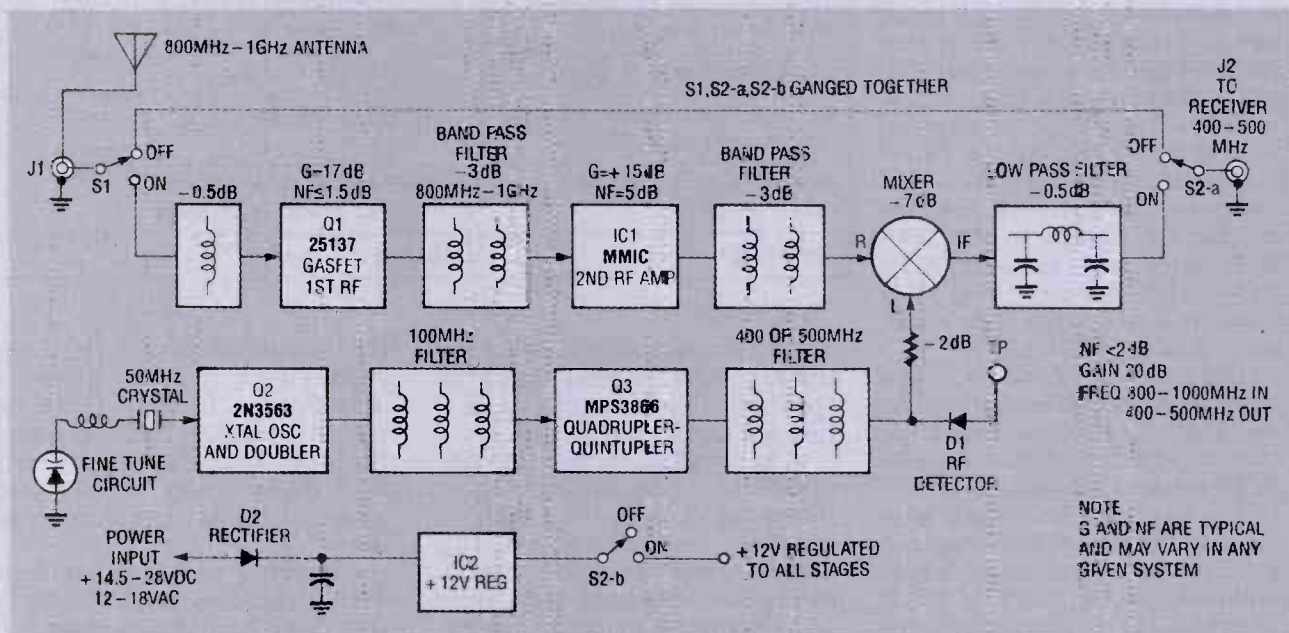 800MHz–1GHz ANTENNA
S1,S2-a,S2-b GANGED TOGETHER
J2
TO
RECEIVER
400–500
MHz
J1
S1
OFF
ON
–0.5dB
G–17dB
NF≤1.5dB
Q1
25137
GASFET
1ST RF
BAND PASS
FILTER
–3dB
800MHz–1GHz
G=+15dB
NF=5dB
IC1
MMIC
2ND RF AMP
BAND PASS
FILTER
–3dB
MIXER
–7dB
R
IF
L
LOW PASS FILTER
–0.5dB
OFF
ON
S2-a
50MHz
CRYSTAL
FINE TUNE
CIRCUIT
Q2
2N3563
XTAL OSC
AND DOUBLER
100MHz
FILTER
Q3
MPS3866
QUADRUPLER-
QUINTUPLER
400 OR 500MHz
FILTER
–2dB
TP
D1
RF
DETECTOR
NF <2dB
GAIN 20dB
FREQ 800–1000MHz IN
400–500MHz OUT
POWER
INPUT
+14.5–28VDC
12–18VAC
D2
RECTIFIER
IC2
+12V REG
OFF
ON
S2-b
+12V REGULATED
TO ALL STAGES
NOTE
G AND NF ARE TYPICAL
AND MAY VARY IN ANY
GIVEN SYSTEM